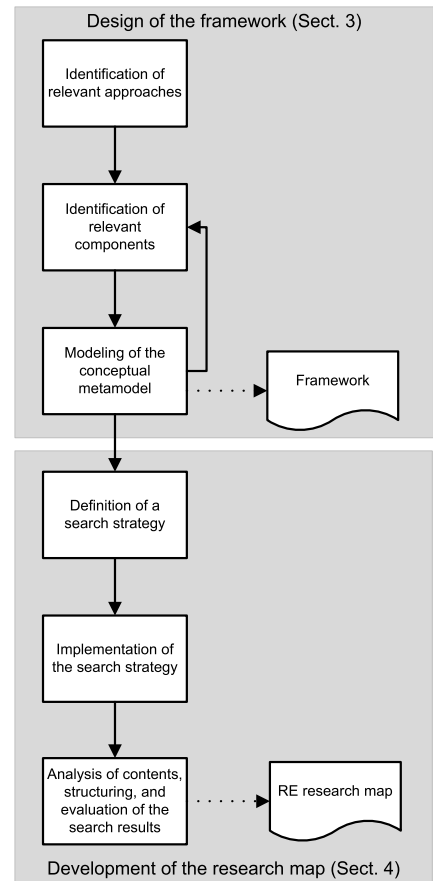 Design of the framework (Sect. 3)
Identification of
relevant approaches
Identification of
relevant
components
Modeling of the
conceptual
metamodel
Framework
Definition of a
search strategy
Implementation of
the search strategy
Analysis of contents,
structuring, and
evaluation of the
search results
RE research map
Development of the research map (Sect. 4)